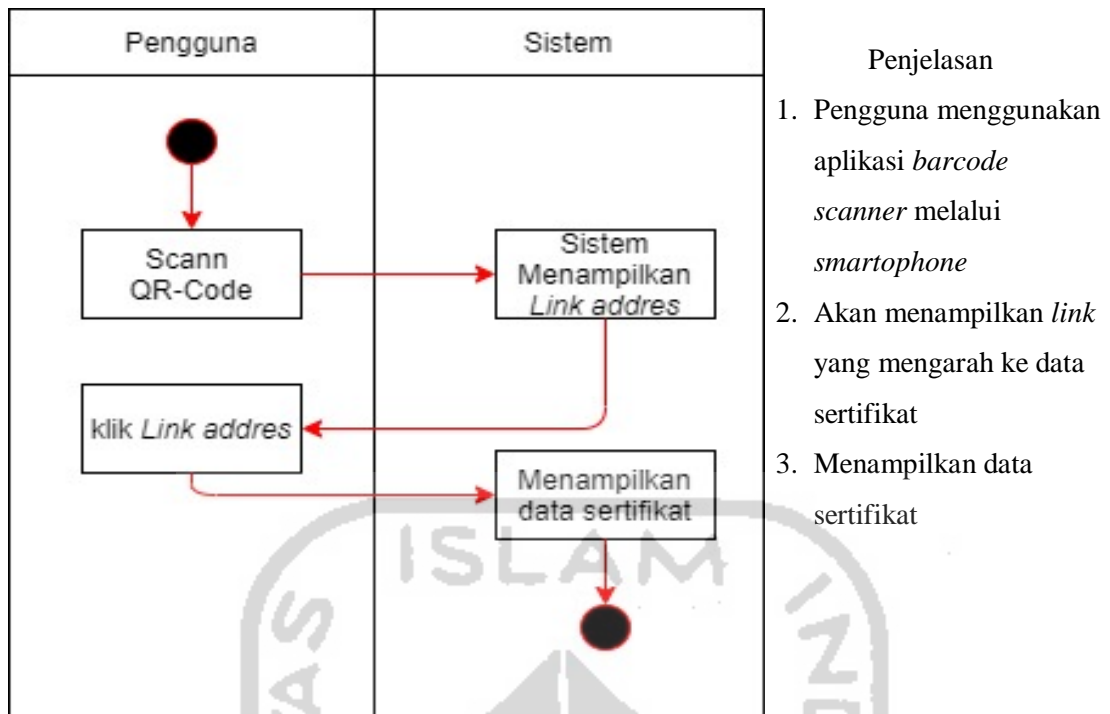 Pengguna
Sistem
Scann
QR-Code
Sistem
Menampilkan
Link addres
klik Link addres
Menampilkan
data sertifikat
Penjelasan
1. Pengguna menggunakan
aplikasi barcode
scanner melalui
smartophone
2. Akan menampilkan link
yang mengarah ke data
sertifikat
3. Menampilkan data
sertifikat
ISLAM